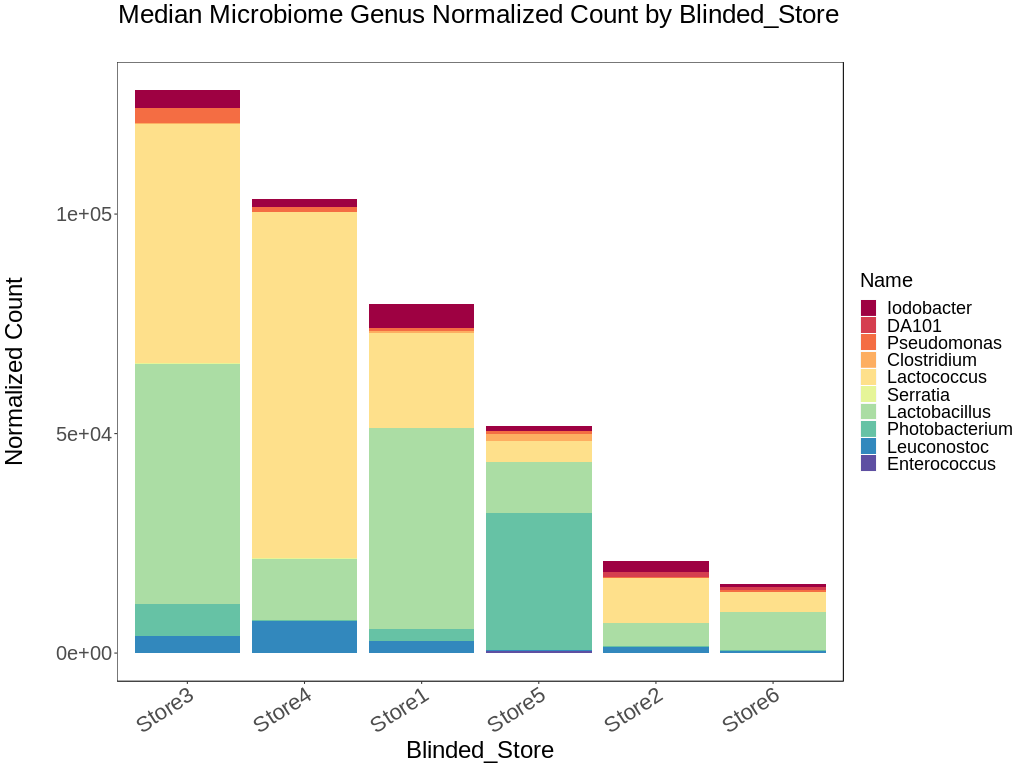 Median Microbiome Genus Normalized Count by Blinded_Store
Normalized Count
1e+05
5e+04
0e+00
Store3
Store4
Store1
Store5
Store2
Store6
Blinded_Store
Name
Iodobacter
DA101
Pseudomonas
Clostridium
Lactococcus
Serratia
Lactobacillus
Photobacterium
Leuconostoc
Enterococcus